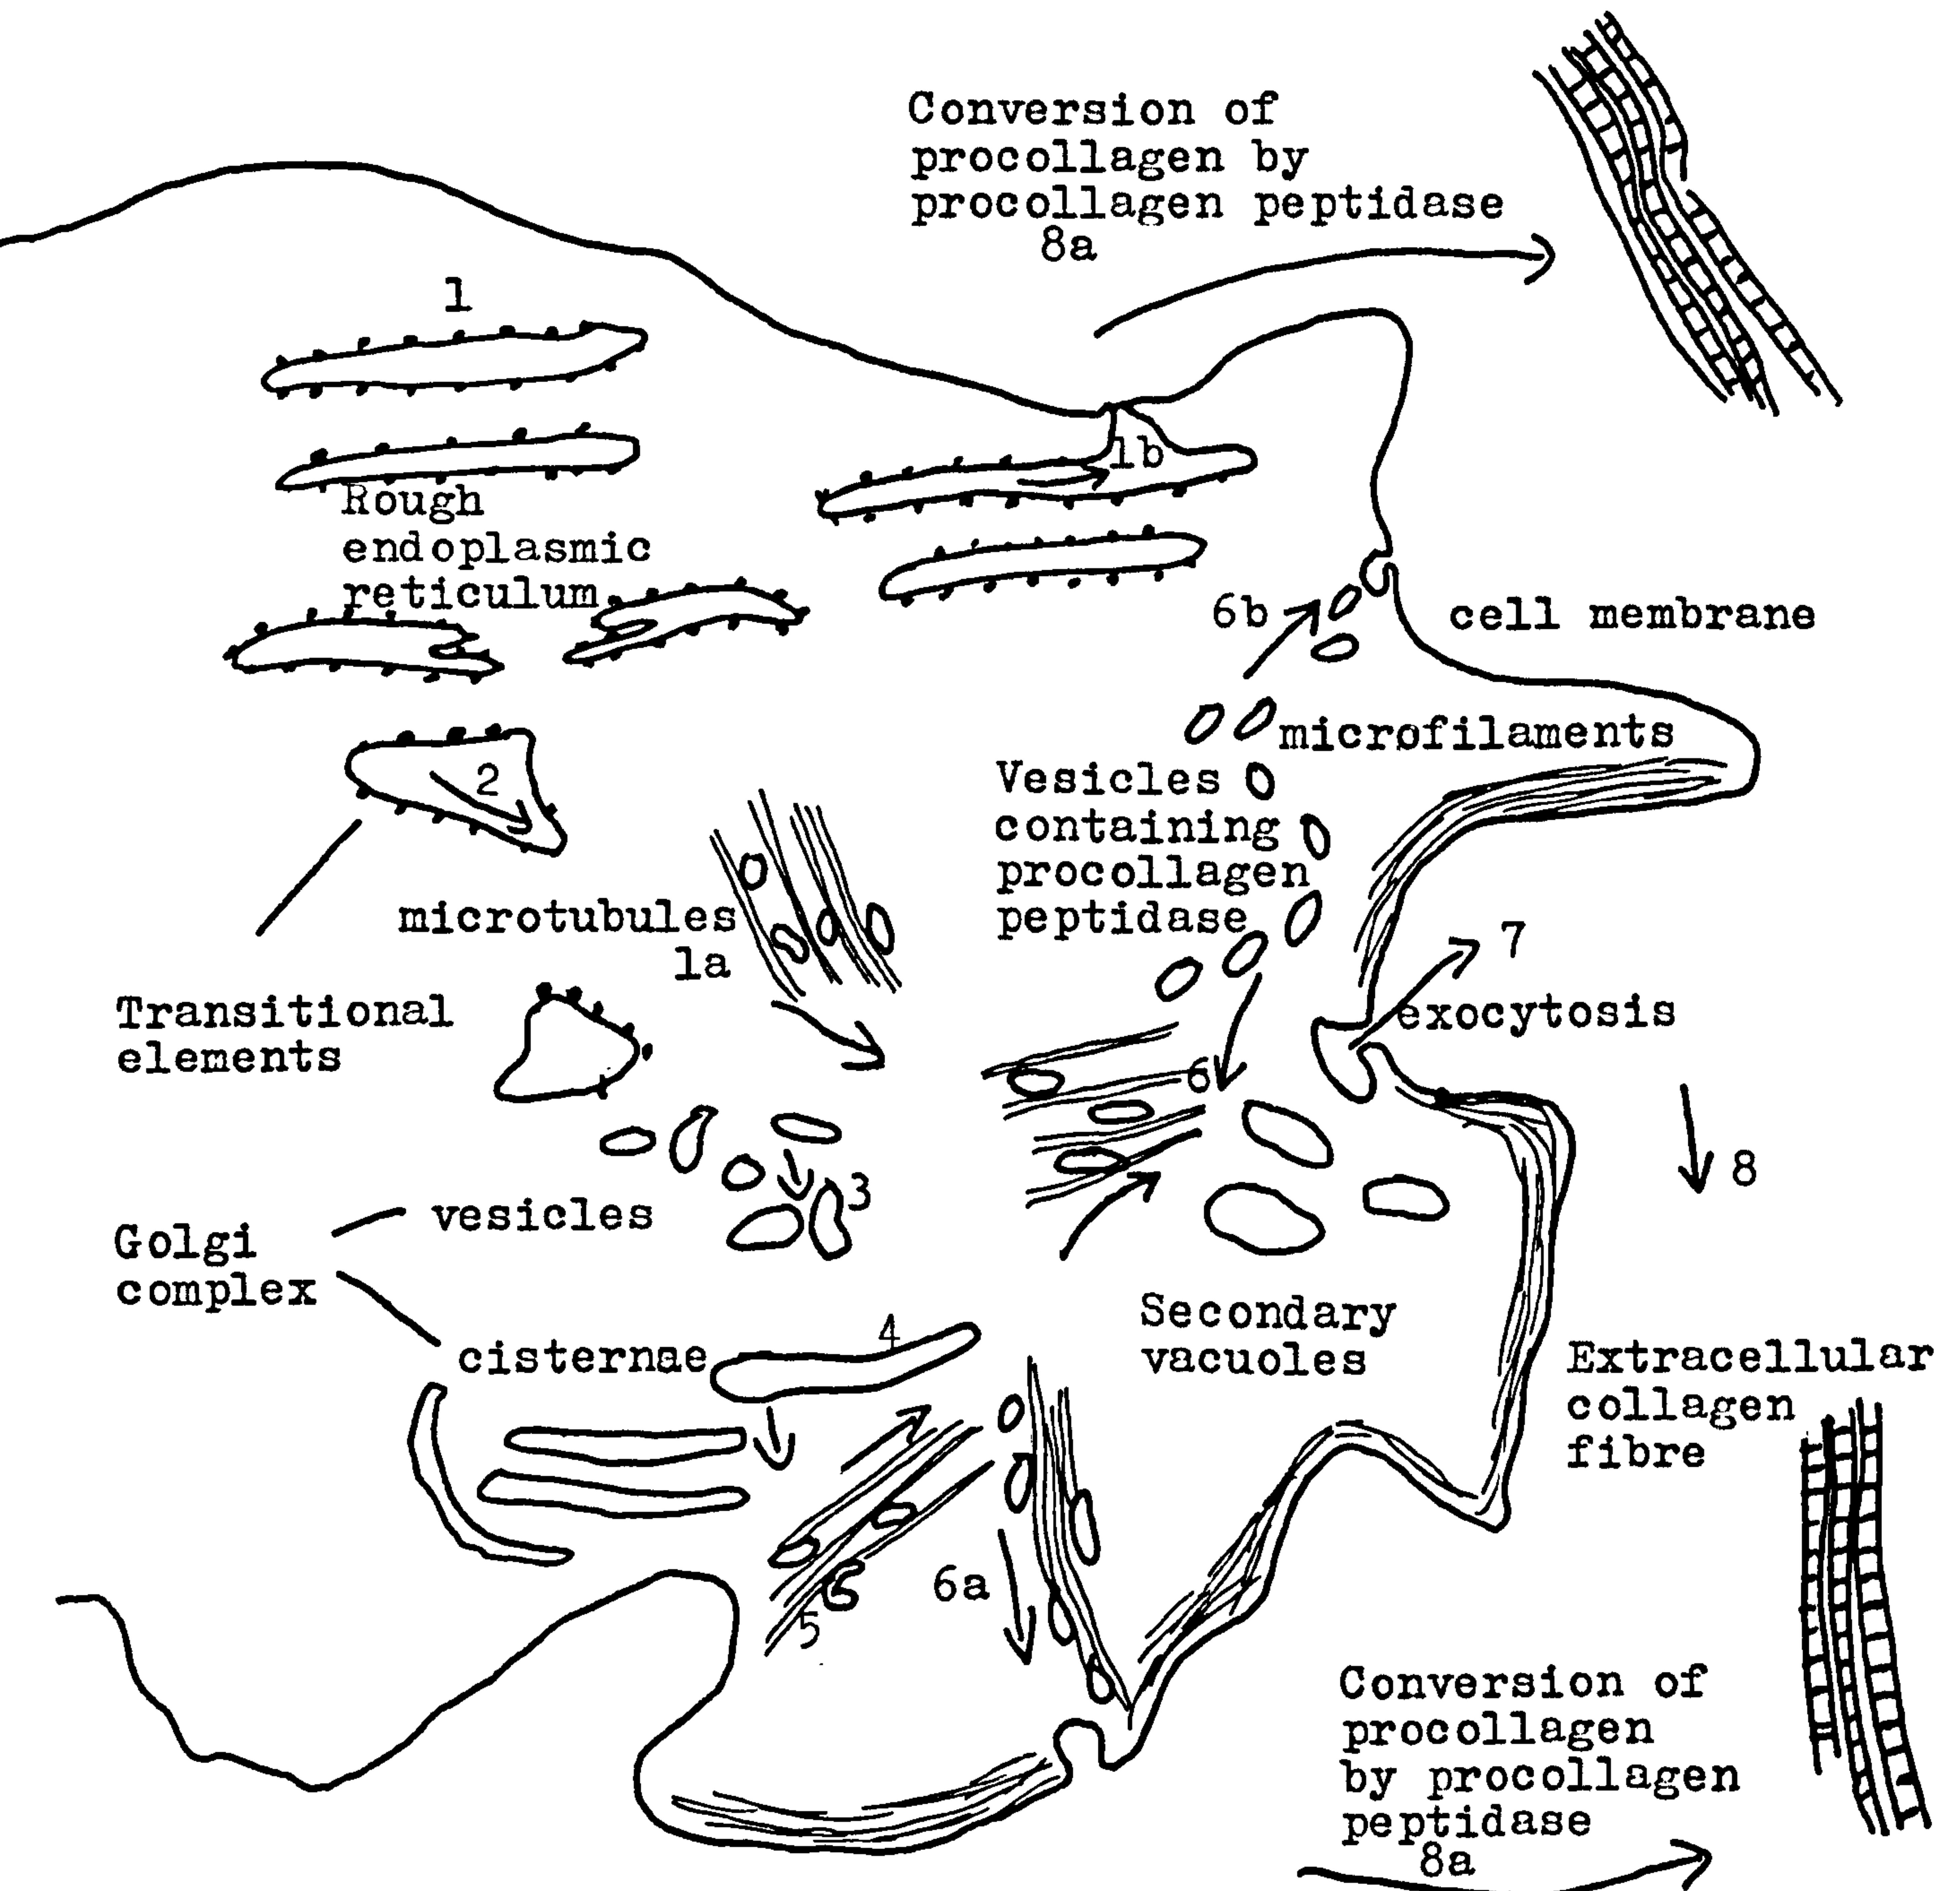 Conversion of
procollagen by
procollagen peptidase
8a
1
1b
Rough
endoplasmic
reticulum
6b
cell membrane
microfilaments
2
Vesicles
containing
procollagen
peptidase
microtubules
1a
7
exocytosis
Transitional
elements
6
8
3
vesicles
Golgi
complex
4
cisternae
Secondary
vacuoles
Extracellular
collagen
fibre
6a
5
Conversion of
procollagen
by procollagen
peptidase
8a